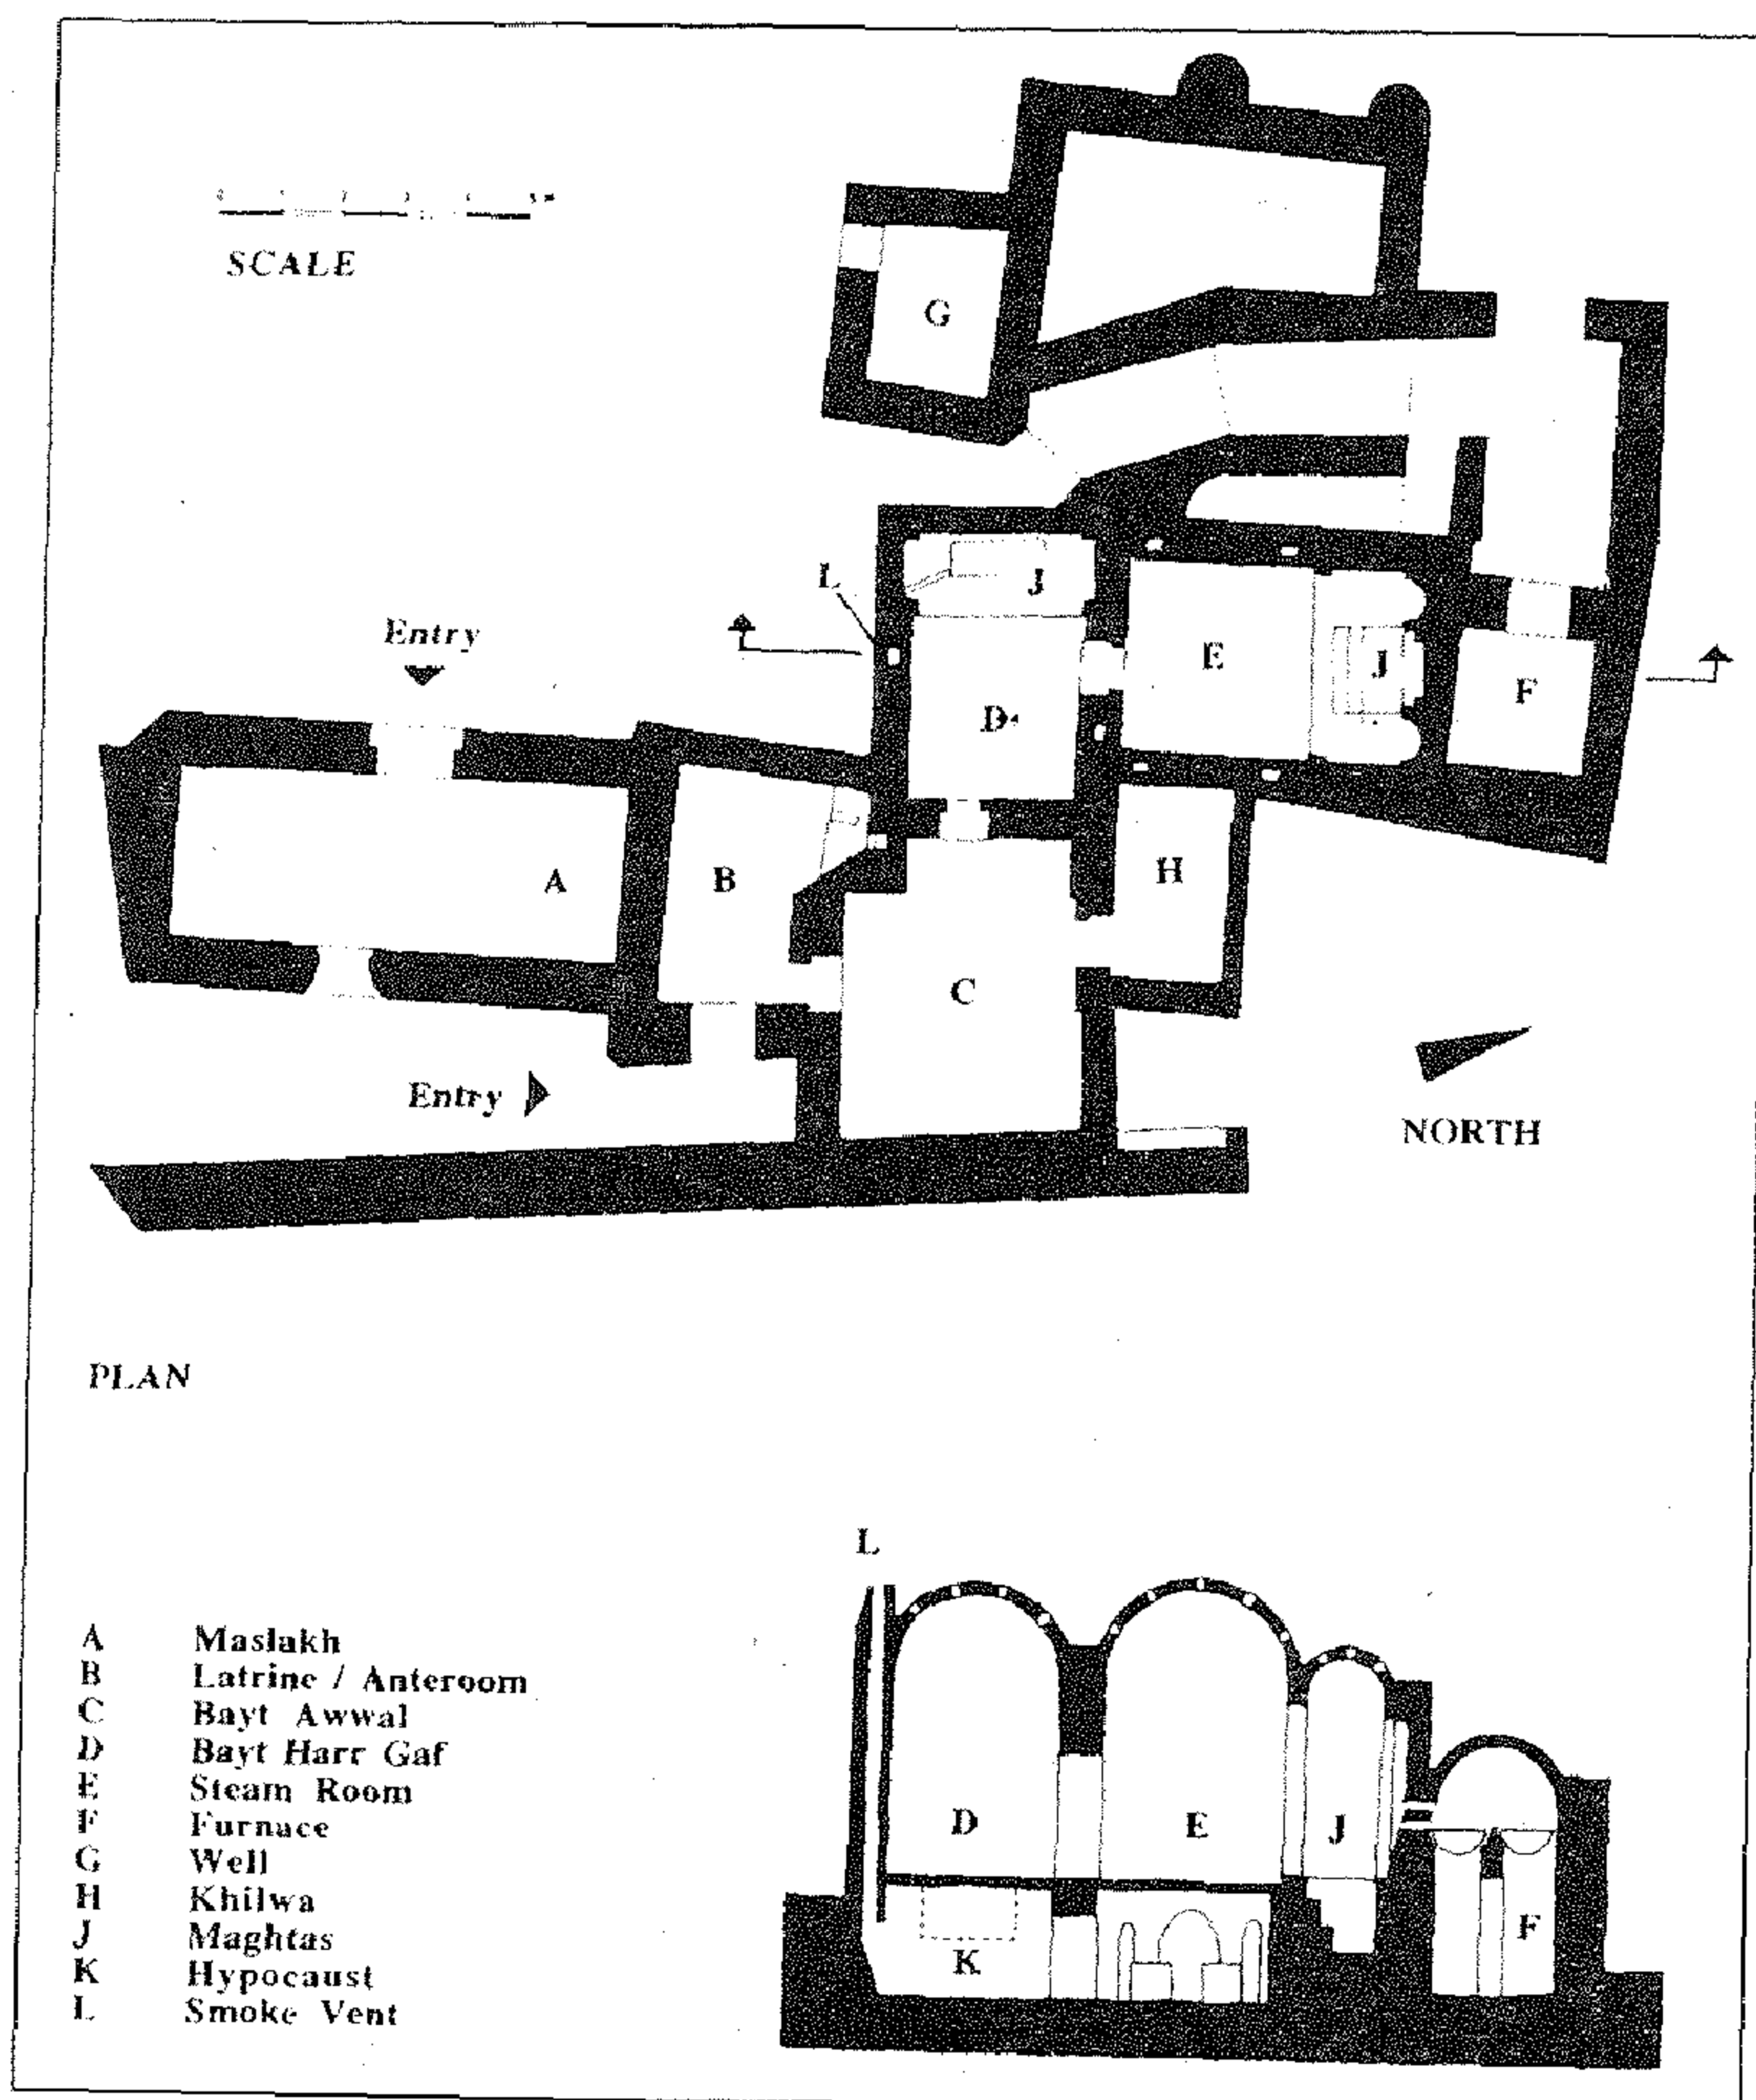 SCALE
G
L
J
Entry
E
J
F
D
A
B
H
C
Entry
NORTH
PLAN
L
A Maslakh
B Latrine / Anteroom
C Bayt Awwal
D Bayt Harr Gaf
E Steam Room
F Furnace
G Well
H Khilwa
J Maghtas
K Hypocaust
L Smoke Vent
D
E
J
F
K